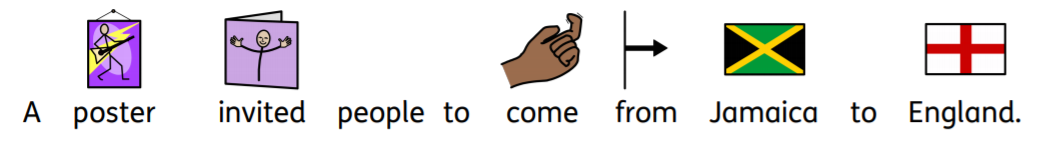 A poster invited people to come from Jamaica to England.